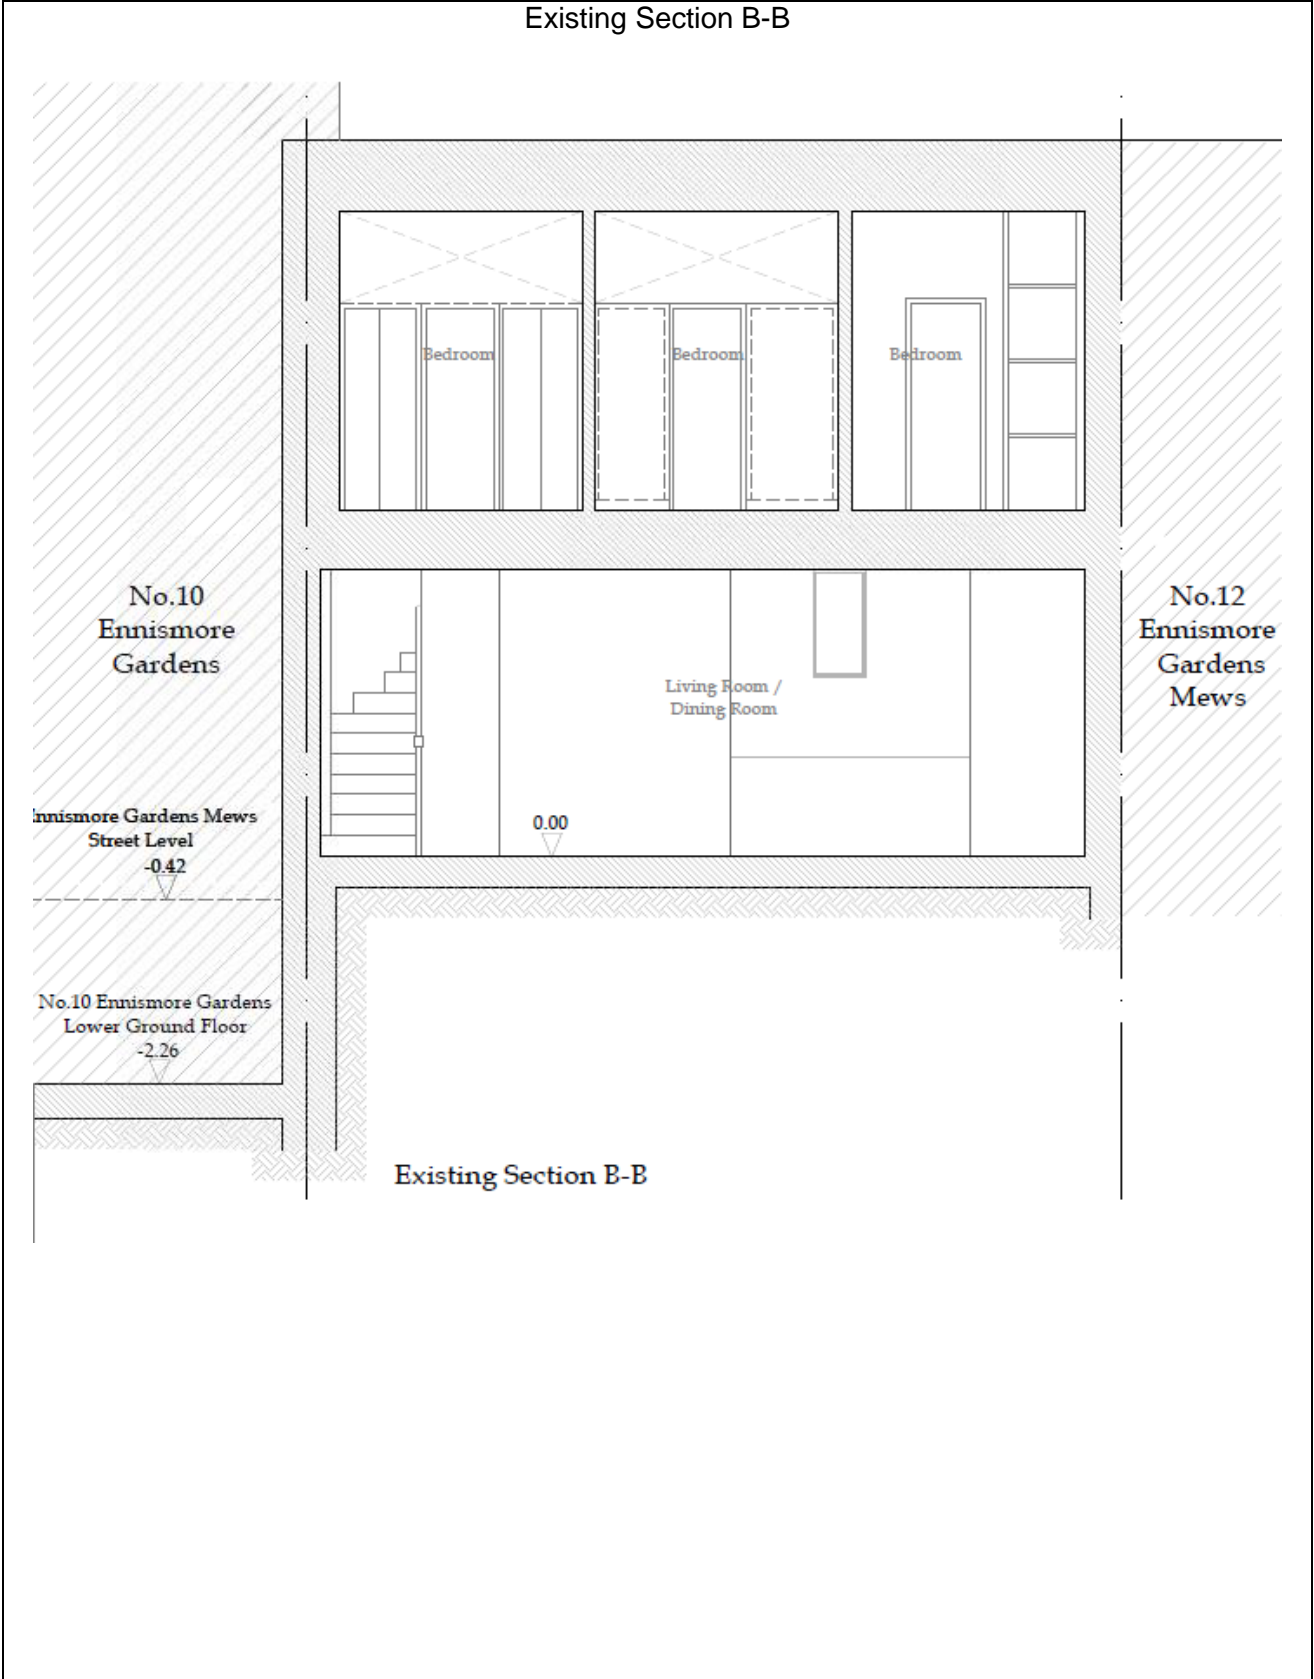 Existing Section B-B
Bedroom
Bedroom
Bedroom
No.10
Ennismore
Gardens
No.12
Ennismore
Gardens
Mews
Living Room /
Dining Room
nnismore Gardens Mews
Street Level
-0.42
0.00
No.10 Ennismore Gardens
Lower Ground Floor
-2.26
Existing Section B-B